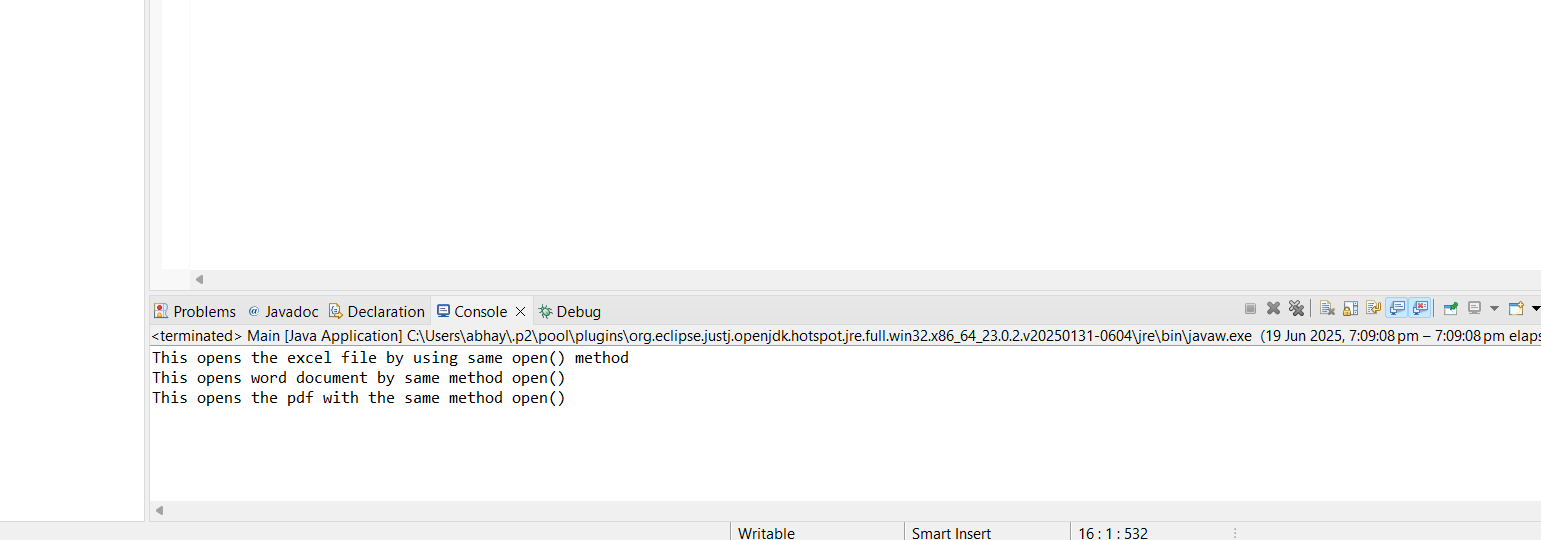 Problems @ Javadoc Declaration Console Debug
<terminated> Main [Java Application] C:\Users\abhay\.p2\pool\plugins\org.eclipse.justj.openjdk.hotspot.jre.full.win32.x86_64_23.0.2.v20250131-0604\jre\bin\javaw.exe (19 Jun 2025, 7:09:08 pm – 7:09:08 pm elaps
This opens the excel file by using same open() method
This opens word document by same method open()
This opens the pdf with the same method open()
Writable Smart Insert 16 : 1 : 532